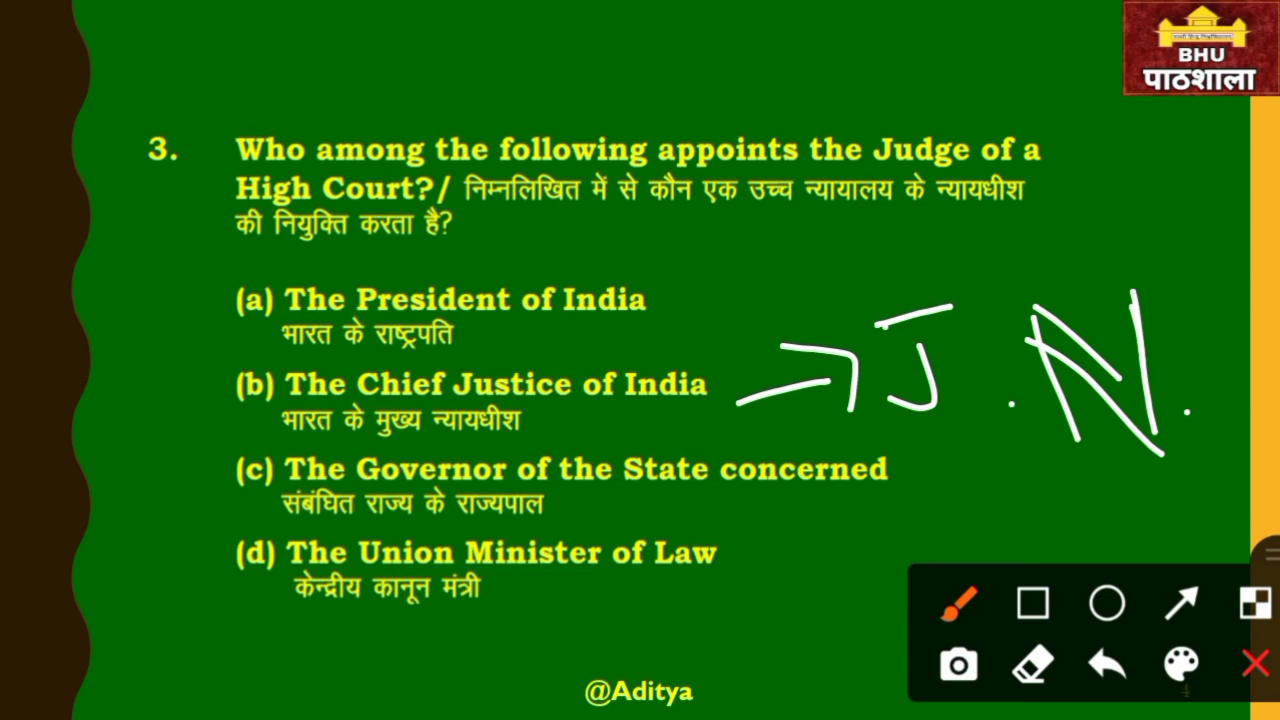 BHU
पाठशाला
3. Who among the following appoints the Judge of a
High Court?/ निम्नलिखित में से कौन एक उच्च न्यायालय के न्यायधीश
की नियुक्ति करता है?
(a) The President of India
भारत के राष्ट्रपति
(b) The Chief Justice of India
भारत के मुख्य न्यायधीश
→ J. N.
(c) The Governor of the State concerned
संबंधित राज्य के राज्यपाल
(d) The Union Minister of Law
केन्द्रीय कानून मंत्री
@Aditya
4